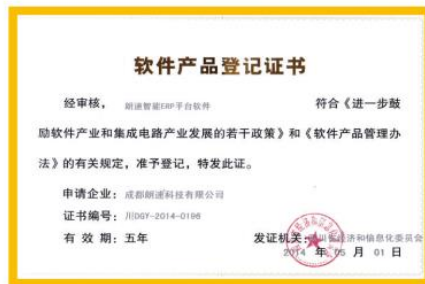 软件产品登记证书
经审核， 朗速智能ERP平台软件 符合《进一步鼓
励软件产业和集成电路产业发展的若干政策》和《软件产品管理办
法》的有关规定，准予登记，特发此证。
申请企业：成都朗速科技有限公司
证书编号：川DGY-2014-0196
有 效 期：五年 发证机关：四川省经济和信息化委员会
2014 年 05 月 01 日